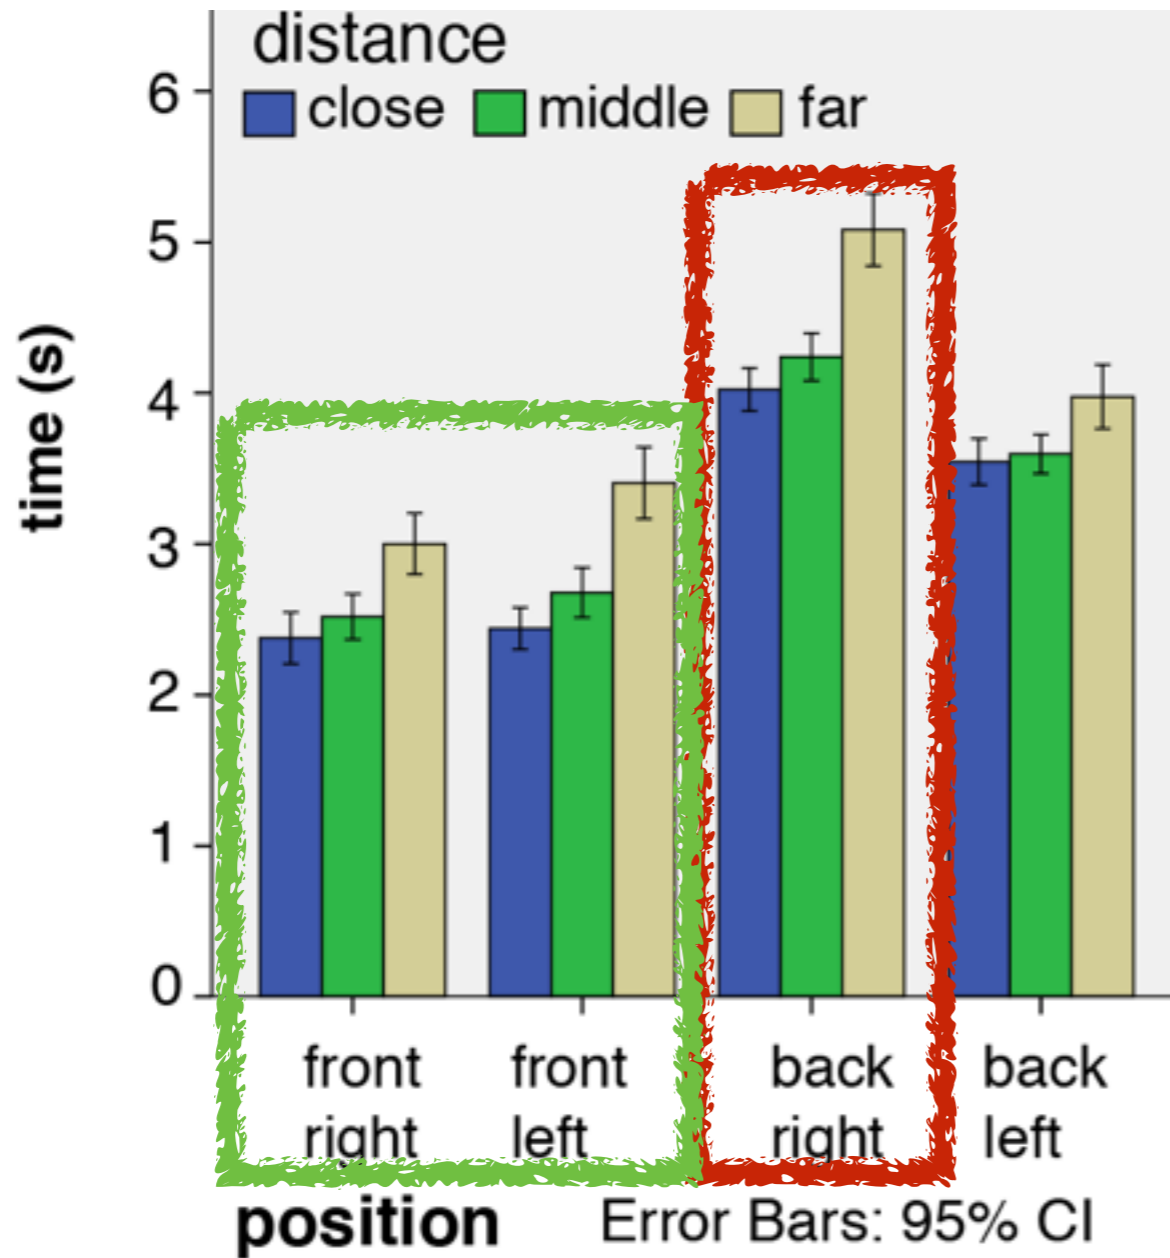 distance
close middle far
6
5
4
3
2
1
0
time (s)
front right
front left
back right
back left
position
Error Bars: 95% CI